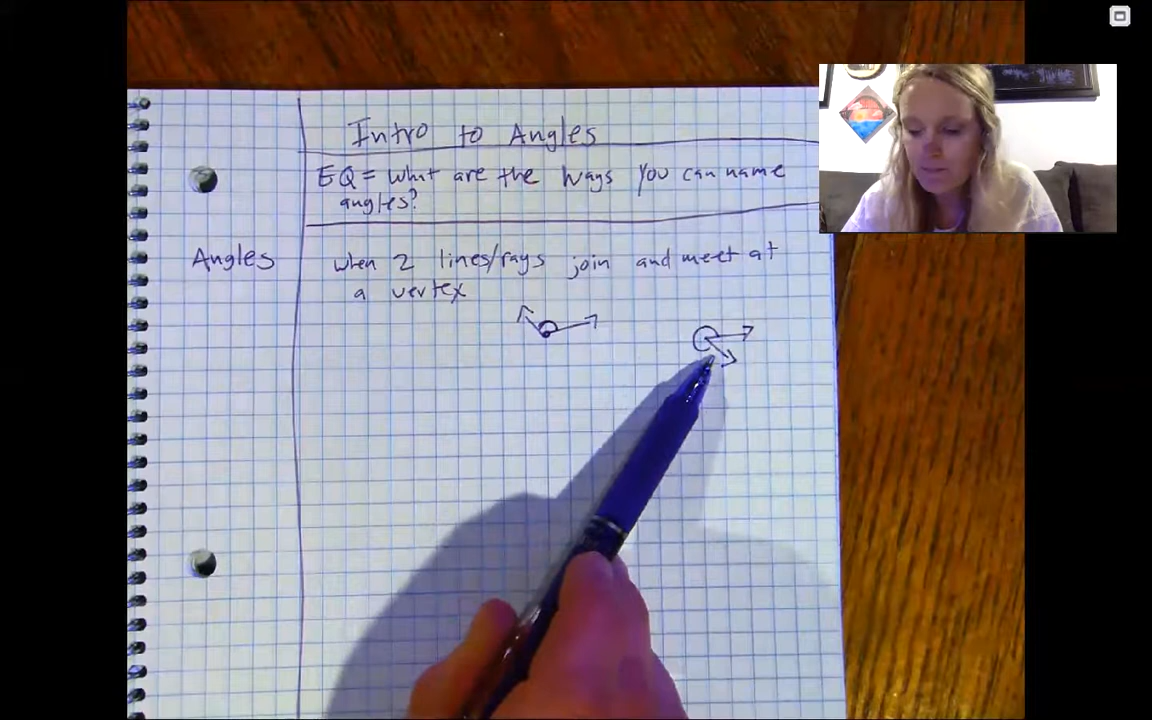 Intro to Angles
EQ = What are the ways you can name
angles?
Angles
when 2 lines/rays join and meet at
a vertex